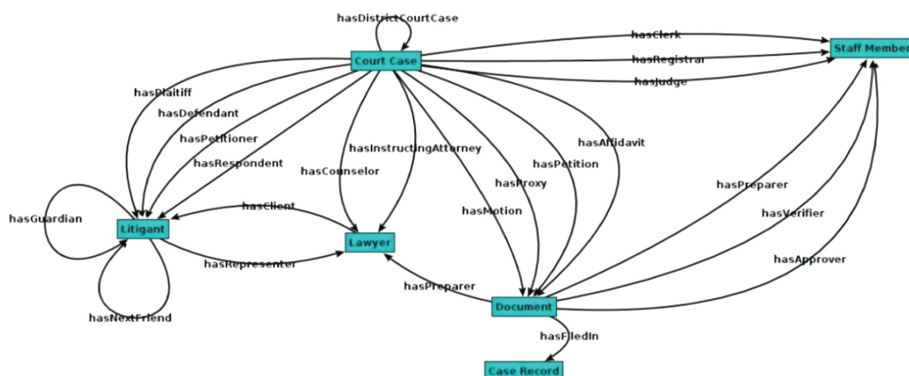 hasDistrictCourtCase
hasClerk
Staff Member
Court Case
hasRegistrar
hasJudge
hasPlaitiff
hasDefendant
hasPetitioner
hasAffidavit
hasInstructingAttorney
hasRespondent
hasPetition
hasCounselor
hasProxy
hasPreparer
hasClient
hasMotion
hasVerifier
hasGuardian
Litigant
Lawyer
hasRepresenter
hasApprover
hasPreparer
Document
hasNextFriend
hasFiledIn
Case Record